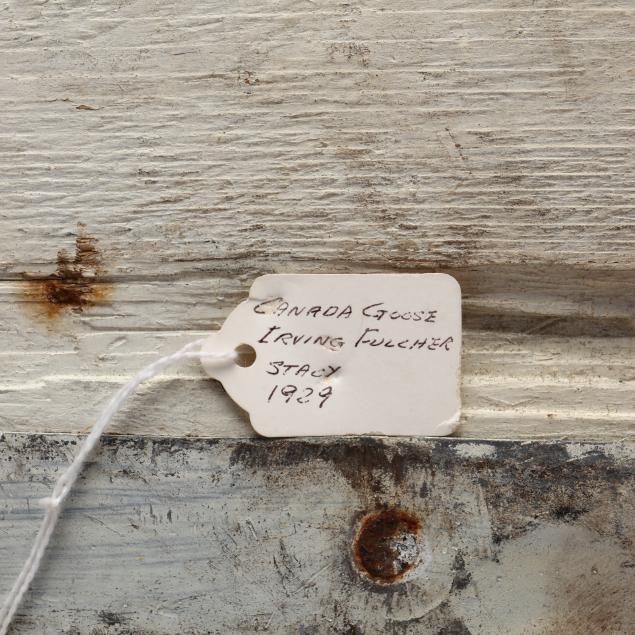 CANADA GOOSE
IRVING FULCHER
STACY
1929